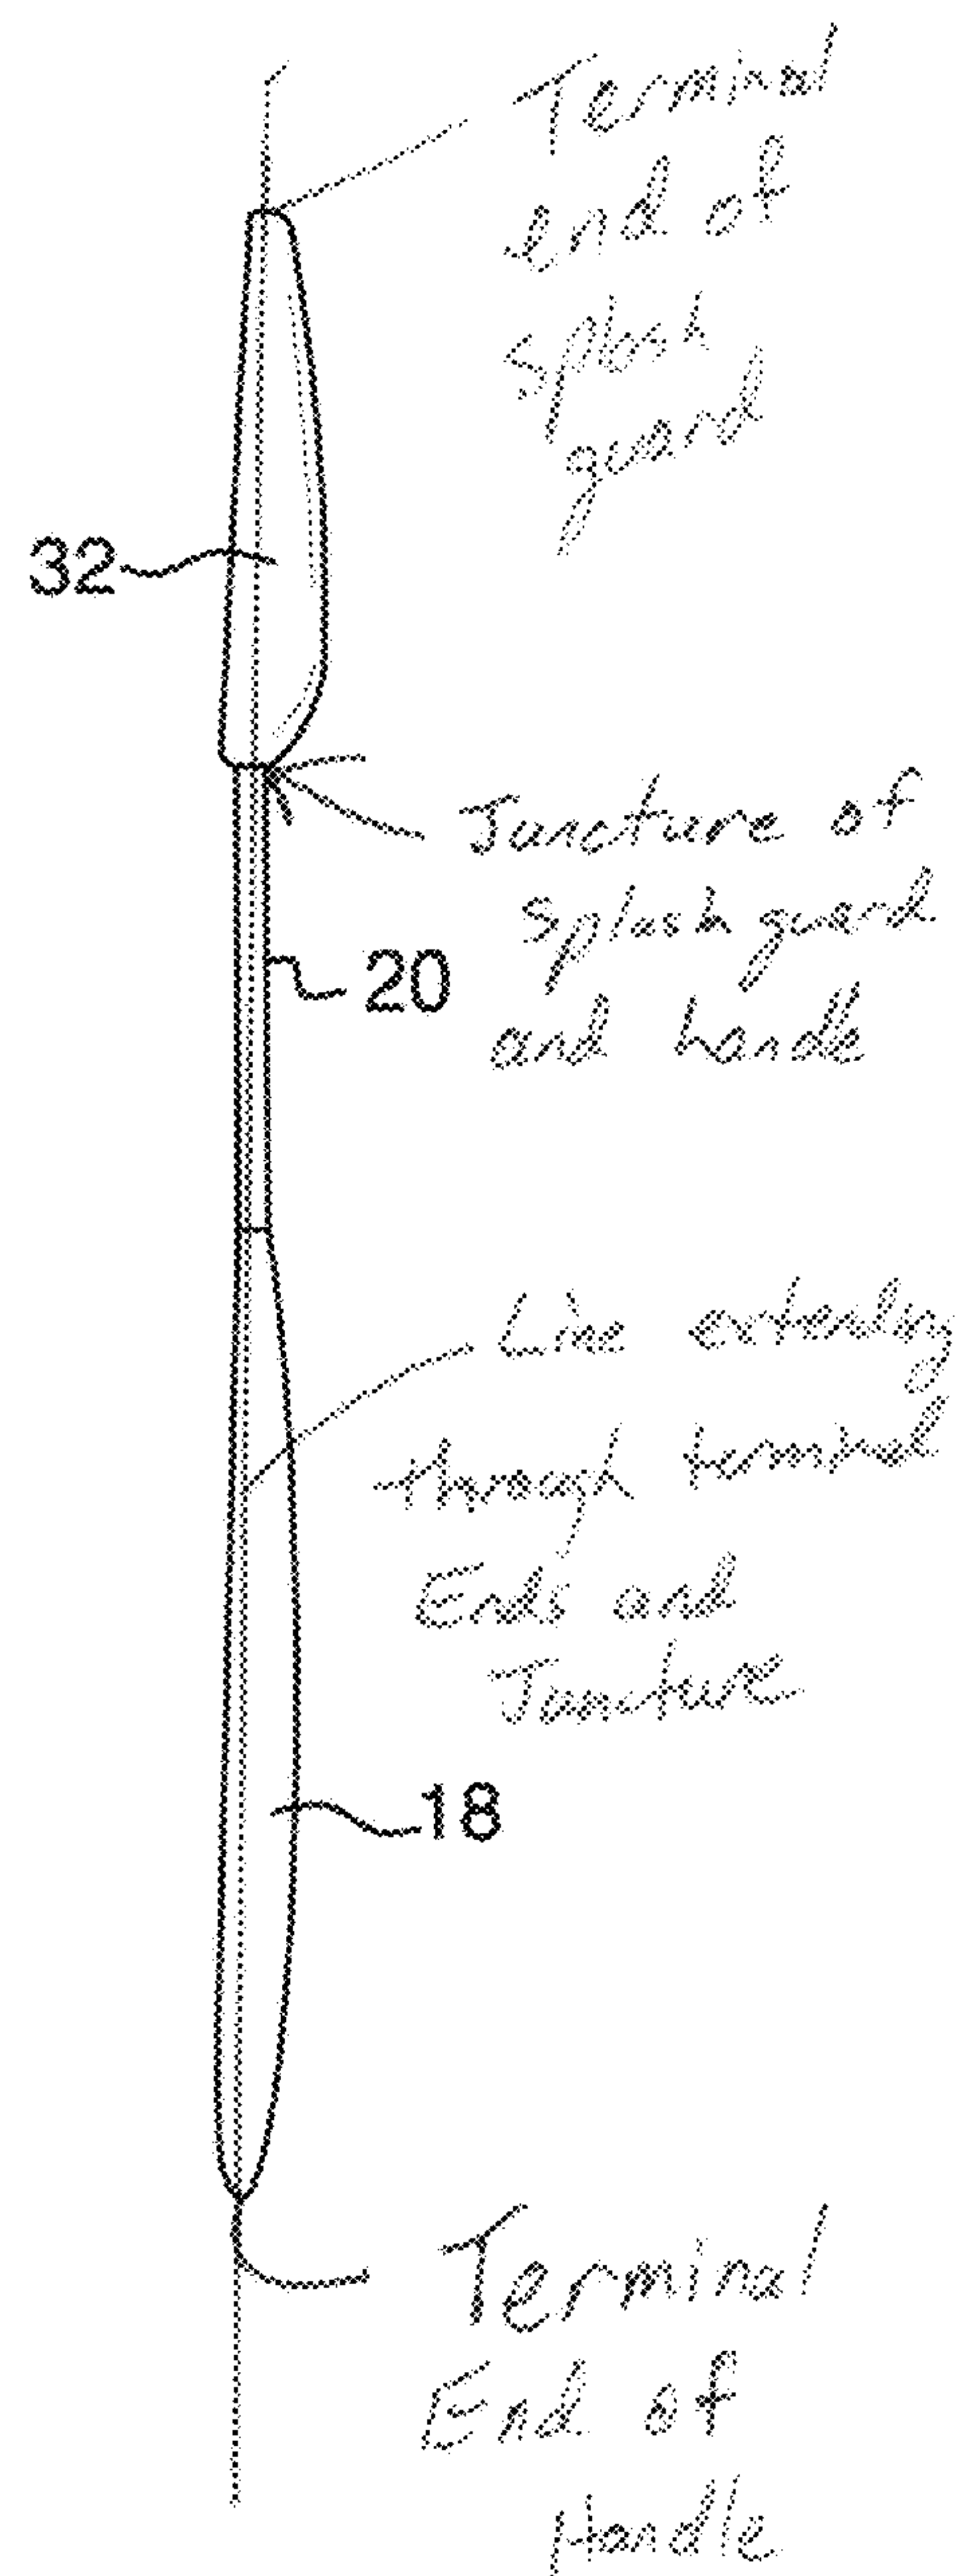 Terminal
end of
splash
guard
32
Juncture of
splash guard
20
and handle
Line extending
through terminal
Ends and
Juncture
18
Terminal
End of
Handle